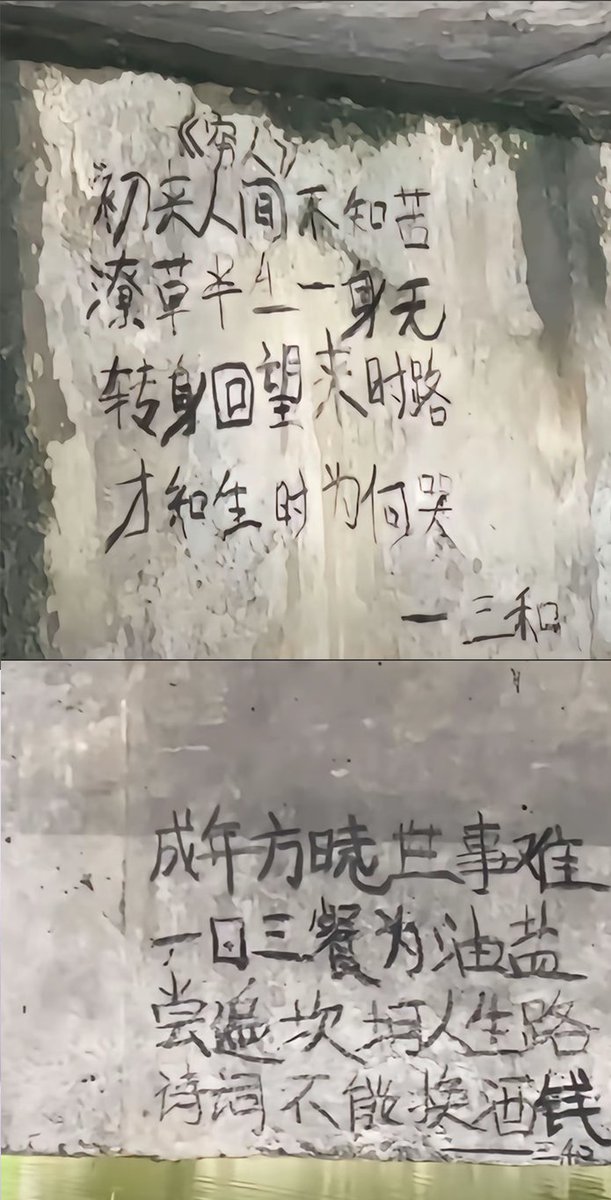 《穷人》
初来人间不知苦
潦草半生一身无
转身回望来时路
才知生时为何哭
一三和
成年方晓世事难
一日三餐为油盐
尝遍坎坷人生路
诗词不能换酒钱
——三和